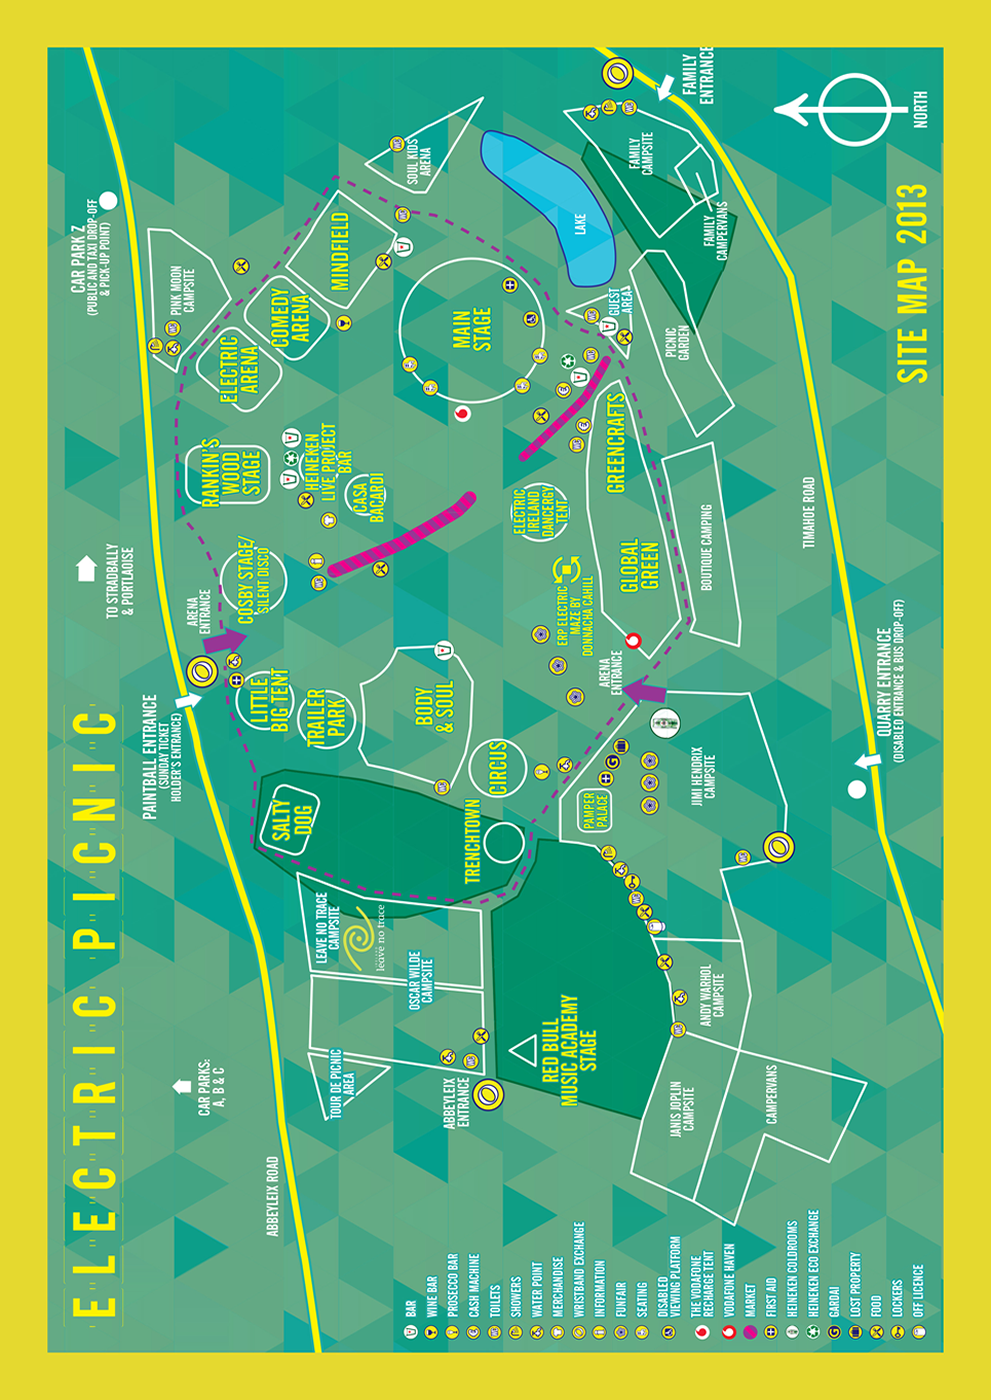 ELECTRIC PICNIC
SITE MAP 2013
NORTH
ABBEYLEIX ROAD
CAR PARKS:
A, B & C
PAINTBALL ENTRANCE
(SUNDAY TICKET
HOLDER'S ENTRANCE)
TO STRADBALLY
& PORTLAOISE
CAR PARK Z
(PUBLIC AND TAXI DROP-OFF
& PICK-UP POINT)
ARENA
ENTRANCE
PINK MOON
CAMPSITE
TOUR DE PICNIC
AREA
LEAVE NO TRACE
CAMPSITE
leave no trace
OSCAR WILDE
CAMPSITE
ABBEYLEIX
ENTRANCE
SALTY
DOG
LITTLE
BIG TENT
TRAILER
PARK
COSBY STAGE/
SILENT DISCO
RANKIN'S
WOOD
STAGE
ELECTRIC
ARENA
COMEDY
ARENA
MINDFIELD
SOUL KIDS
ARENA
HEINEKEN
LIVE PROJECT
BAR
CASA
BACARDI
BODY
& SOUL
CIRCUS
TRENCHTOWN
MAIN
STAGE
LAKE
RED BULL
MUSIC ACADEMY
STAGE
ELECTRIC
IRELAND
DANCERGY
TENT
ERP ELECTRIC
MAZE BY
DONNACHA CAHILL
GREENCRAFTS
GLOBAL
GREEN
GUEST
AREA
PICNIC
GARDEN
FAMILY
CAMPSITE
FAMILY
CAMPERVANS
FAMILY
ENTRANCE
ARENA
ENTRANCE
PAMPER
PALACE
BOUTIQUE CAMPING
JIMI HENDRIX
CAMPSITE
ANDY WARHOL
CAMPSITE
JANIS JOPLIN
CAMPSITE
CAMPERVANS
TIMAHOE ROAD
QUARRY ENTRANCE
(DISABLED ENTRANCE & BUS DROP-OFF)
BAR
WINE BAR
PROSECCO BAR
CASH MACHINE
TOILETS
SHOWERS
WATER POINT
MERCHANDISE
WRISTBAND EXCHANGE
INFORMATION
FUNFAIR
SEATING
DISABLED
VIEWING PLATFORM
THE VODAFONE
RECHARGE TENT
VODAFONE HAVEN
MARKET
FIRST AID
HEINEKEN COLDROOMS
HEINEKEN ECO EXCHANGE
GARDAI
LOST PROPERTY
FOOD
LOCKERS
OFF LICENCE